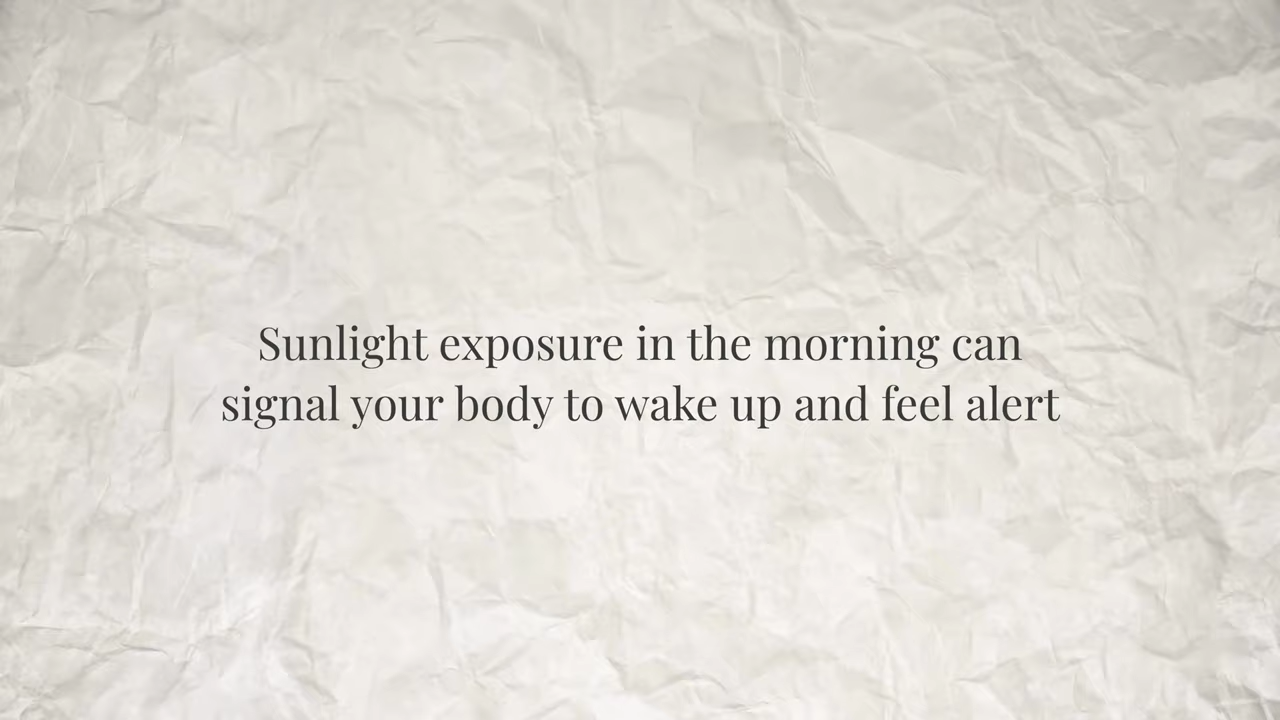 Sunlight exposure in the morning can
signal your body to wake up and feel alert